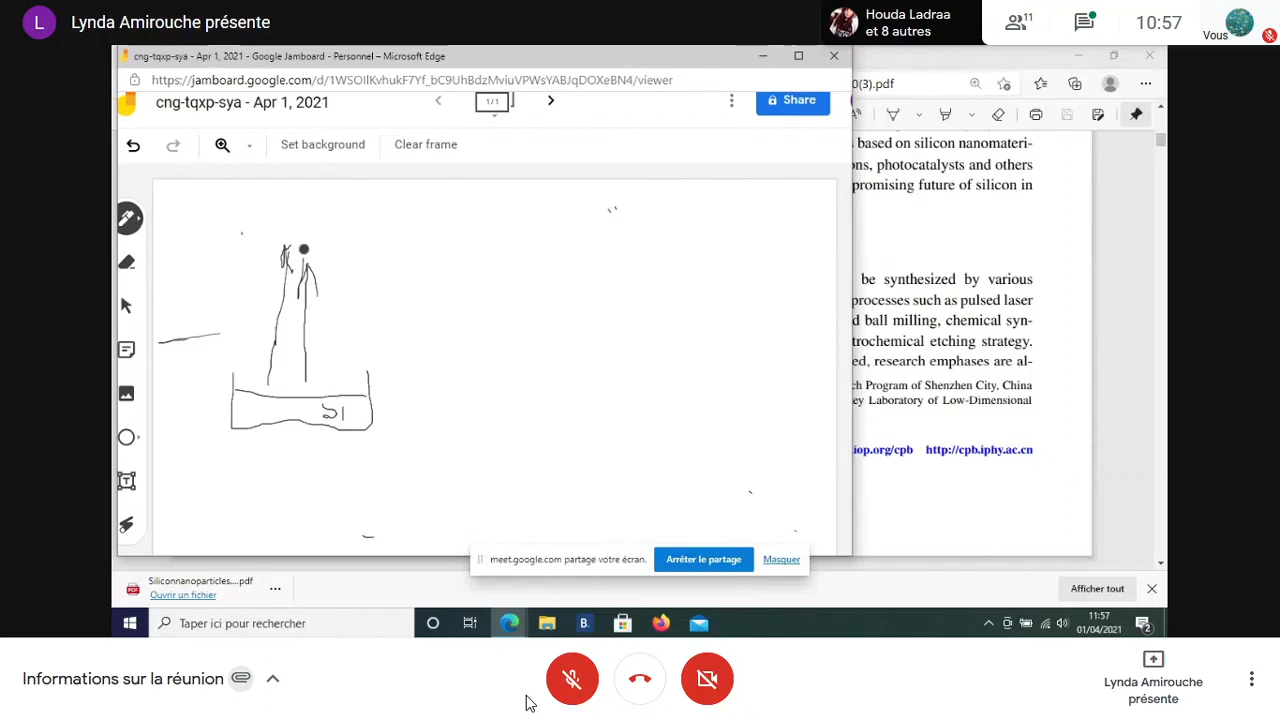 L
Lynda Amirouche présente
Houda Ladraa
et 8 autres
11
10:57
Vous
cng-tqxp-sya - Apr 1, 2021 - Google Jamboard - Personnel - Microsoft Edge
https://jamboard.google.com/d/1WSOIlKvhukF7Yf_bC9UhBdzMviuVPWsYABJqDOXeBN4/viewer
0(3).pdf
cng-tqxp-sya - Apr 1, 2021
1/1
Share
Set background
Clear frame
based on silicon nanomateri-
ons, photocatalysts and others
promising future of silicon in
be synthesized by various
processes such as pulsed laser
d ball milling, chemical syn-
trochemical etching strategy.
ed, research emphases are al-
ch Program of Shenzhen City, China
ey Laboratory of Low-Dimensional
iop.org/cpb http://cpb.iphy.ac.cn
SI
meet.google.com partage votre écran.
Arrêter le partage
Masquer
Siliconnanoparticles....pdf
Ouvrir un fichier
Afficher tout
Taper ici pour rechercher
B.
11:57
01/04/2021
2
Informations sur la réunion
Lynda Amirouche
présente